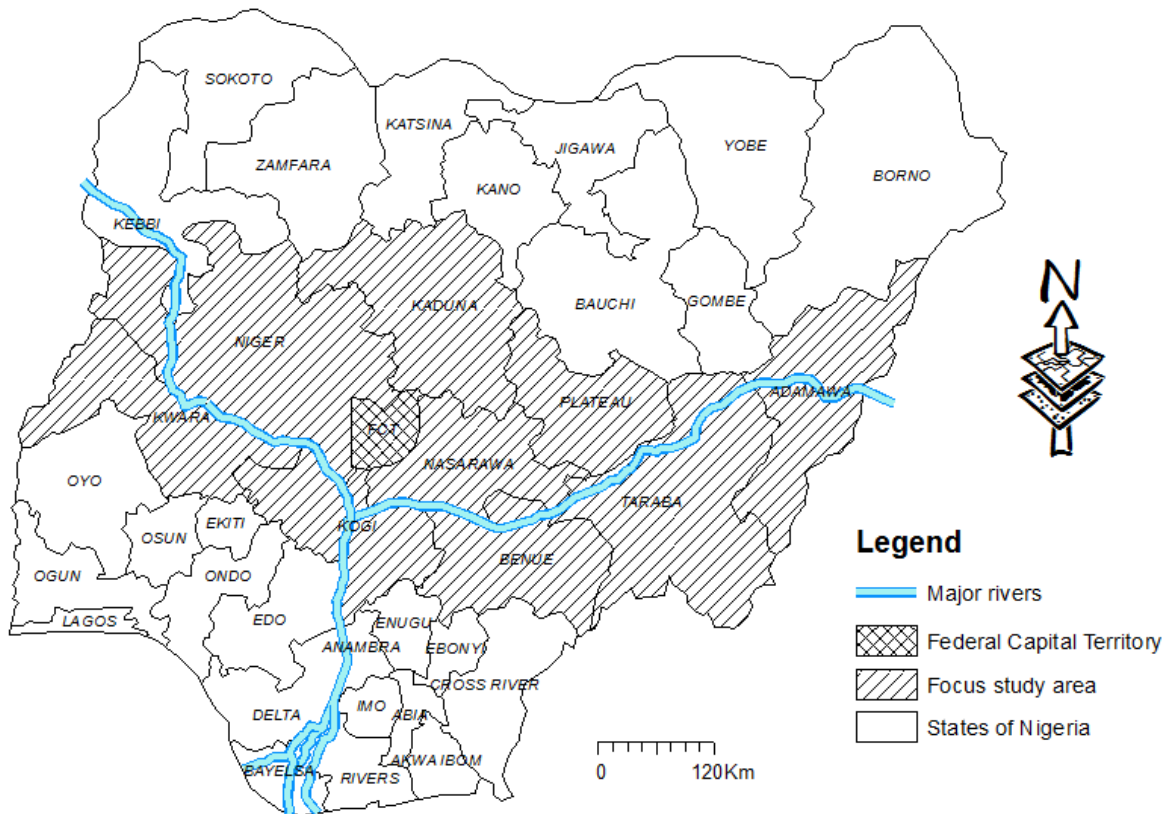 SOKOTO
KATSINA
ZAMFARA
JIGAWA
YOBE
KANO
BORNO
KEBBI
KADUNA
BAUCHI
GOMBE
NIGER
ADAMAWA
PLATEAU
KWARA
FCT
NASARAWA
OYO
TARABA
EKITI
KOGI
OSUN
BENUE
OGUN
ONDO
LAGOS
EDO
ENUGU
ANAMBRA
EBONYI
CROSS RIVER
DELTA
IMO
ABIA
AKWA IBOM
BAYELSA
RIVERS
0 120Km
N
Legend
Major rivers
Federal Capital Territory
Focus study area
States of Nigeria